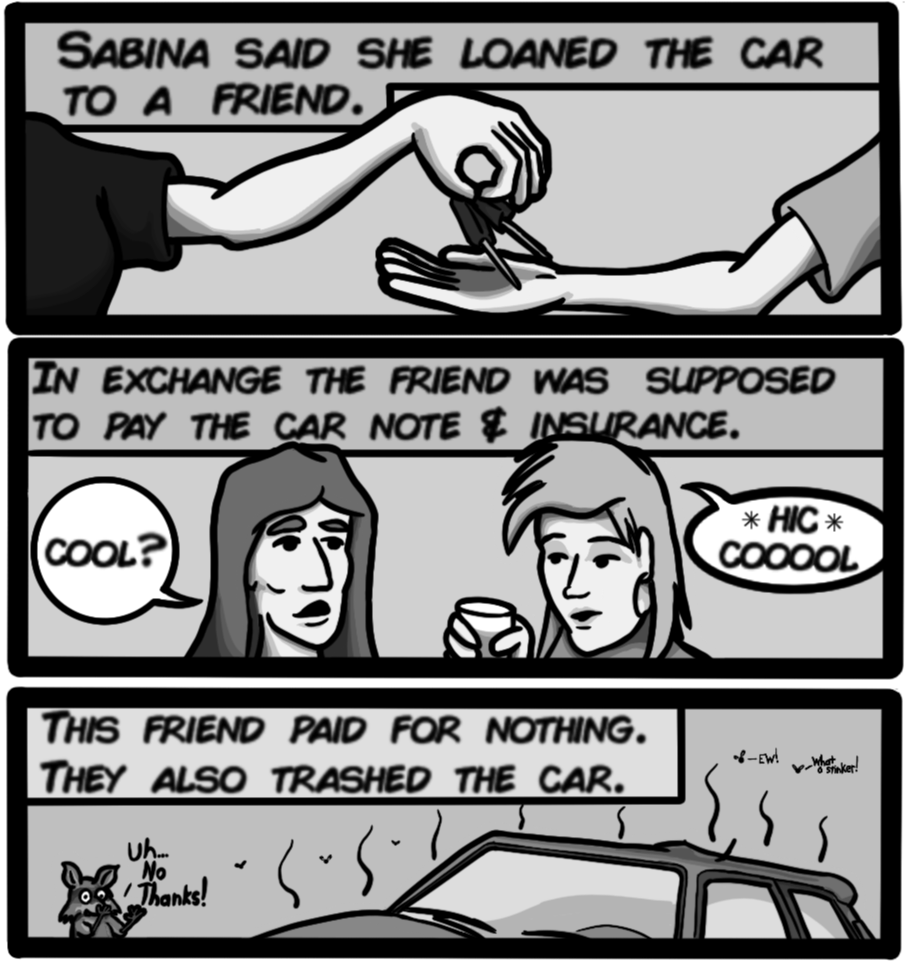 SABINA SAID SHE LOANED THE CAR
TO A FRIEND.
IN EXCHANGE THE FRIEND WAS SUPPOSED
TO PAY THE CAR NOTE & INSURANCE.
COOL?
* HIC *
COOOOL
THIS FRIEND PAID FOR NOTHING.
THEY ALSO TRASHED THE CAR.
-EW!
-What
a stinker!
Uh...
No
Thanks!